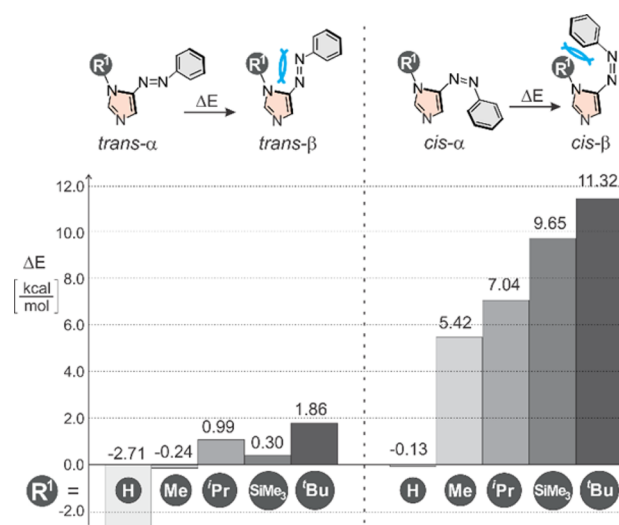 R¹ N N N N ΔE R¹ N N N N
trans-α trans-β
R¹ N N N N ΔE R¹ N N N N
cis-α cis-β
12.0 11.32
10.0 9.65
ΔE
[kcal/mol]
8.0 7.04
6.0 5.42
4.0
2.0 0.99 0.30 1.86
0.0 -2.71 -0.24 -0.13
R¹ = H Me ⁱPr SiMe₃ ᵗBu H Me ⁱPr SiMe₃ ᵗBu
-2.0